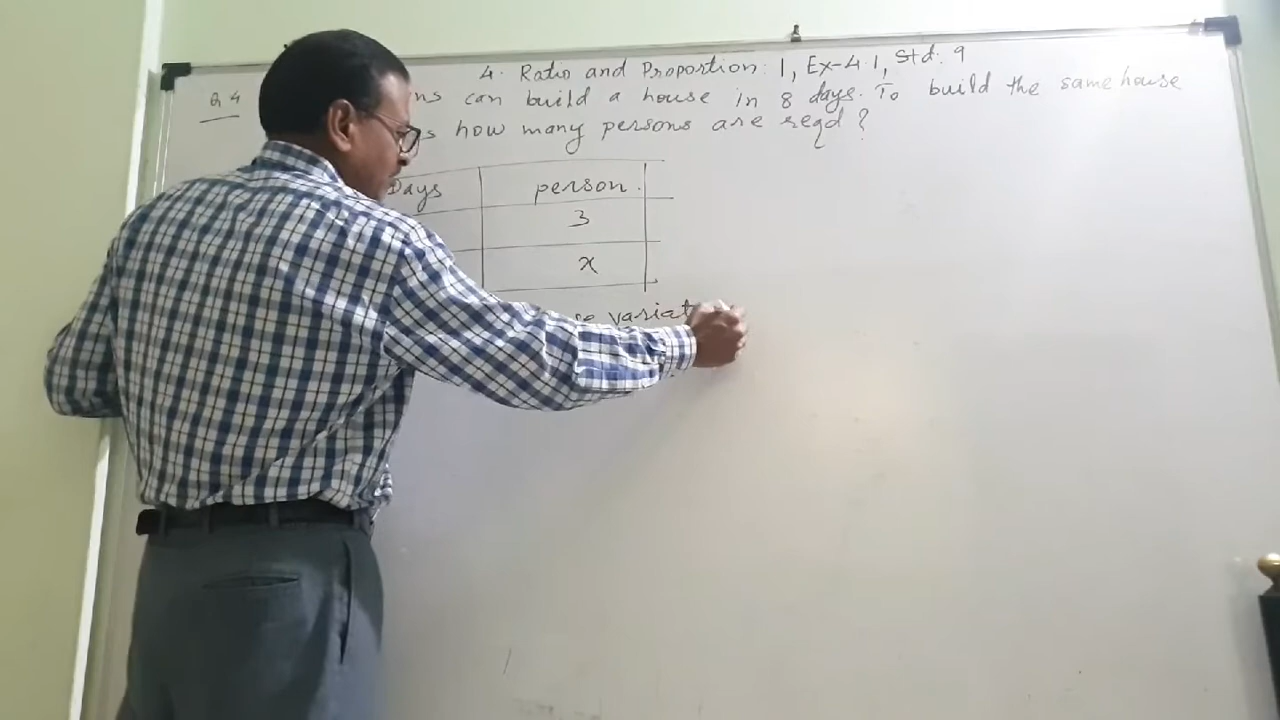 4. Ratio and Proportion : 1, Ex-4.1, Std: 9
Q 4 can build a house in 8 days. To build the same house
how many persons are reqd ?
Days person.
3
x
variat